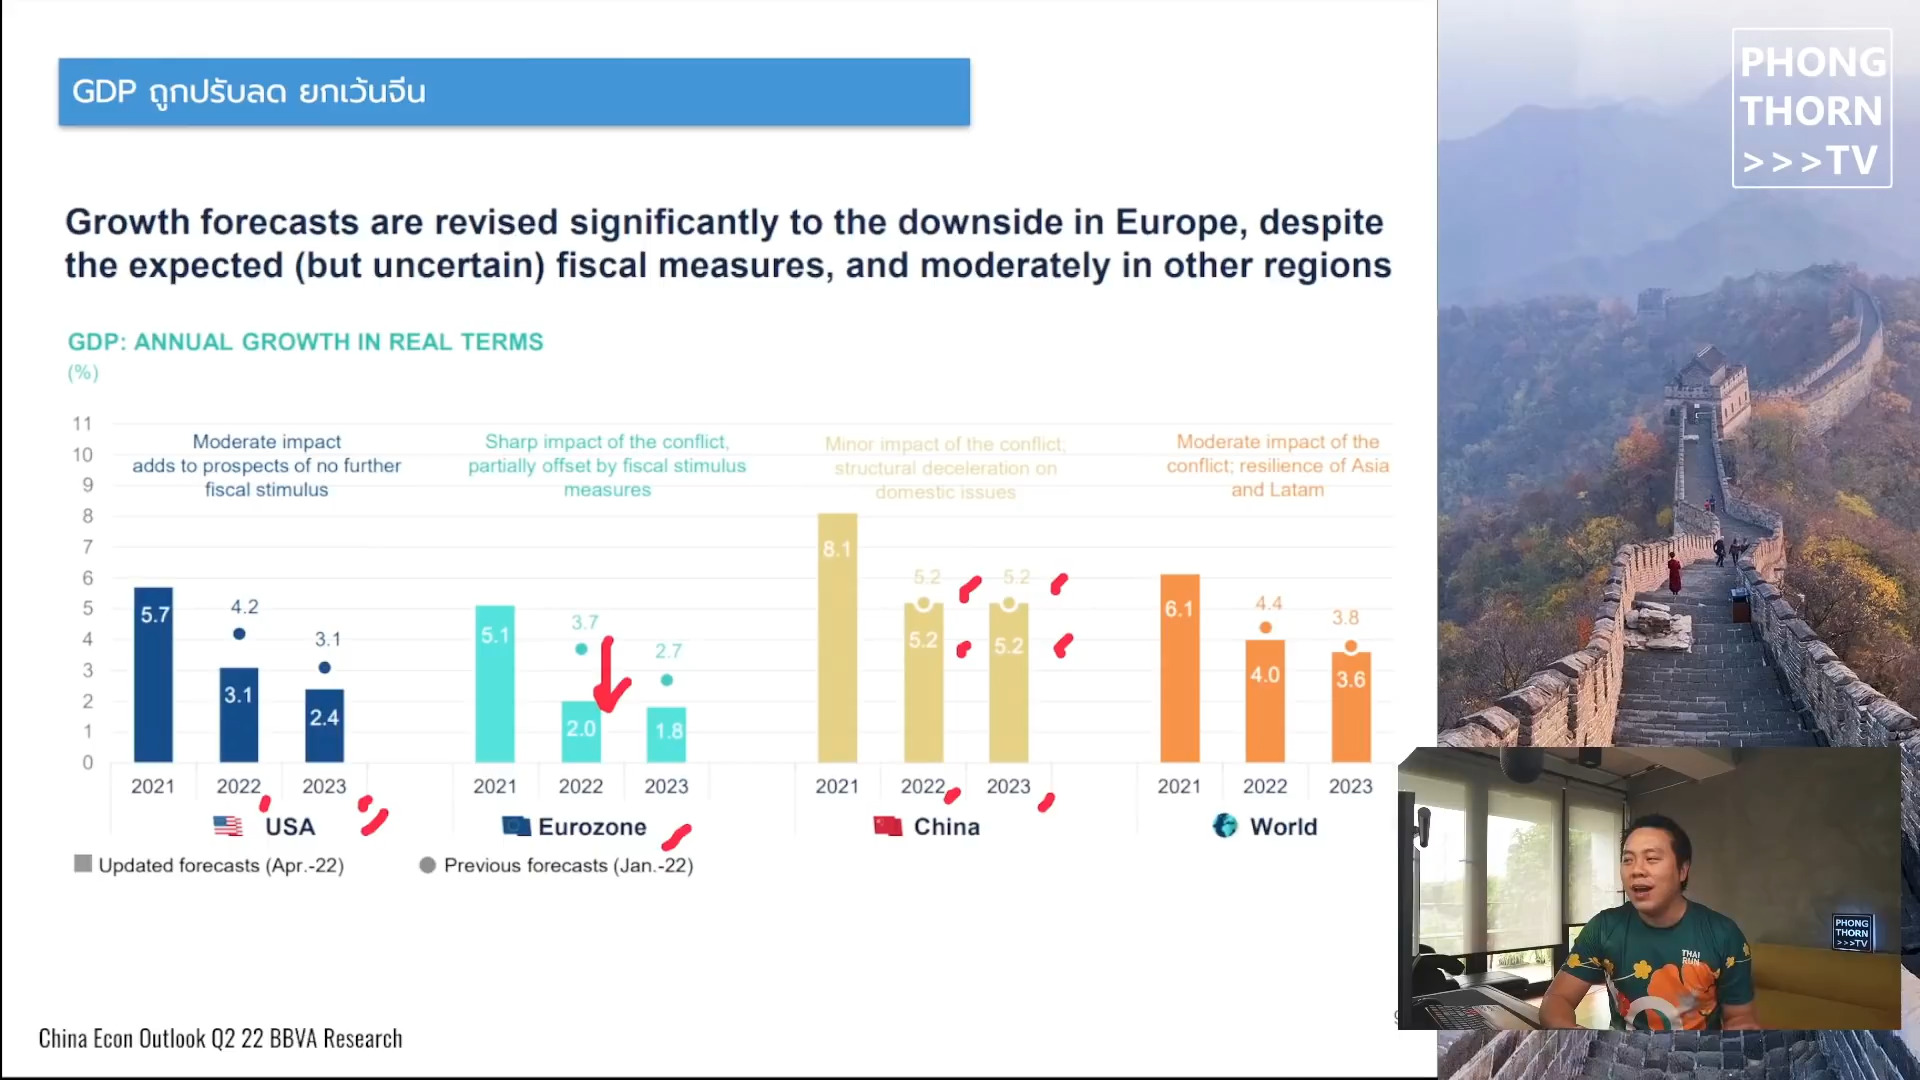 GDP ถูกปรับลด ยกเว้นจีน
PHONG
THORN
>>>TV
Growth forecasts are revised significantly to the downside in Europe, despite
the expected (but uncertain) fiscal measures, and moderately in other regions
GDP: ANNUAL GROWTH IN REAL TERMS
(%)
11
10
9
8
7
6
5
4
3
2
1
0
Moderate impact
adds to prospects of no further
fiscal stimulus
5.7
4.2
3.1
3.1
2.4
2021 2022 2023
USA
Sharp impact of the conflict,
partially offset by fiscal stimulus
measures
5.1
3.7
2.0
2.7
1.8
2021 2022 2023
Eurozone
Minor impact of the conflict;
structural deceleration on
domestic issues
8.1
5.2
5.2
5.2
5.2
2021 2022 2023
China
Moderate impact of the
conflict; resilience of Asia
and Latam
6.1
4.4
4.0
3.8
3.6
2021 2022 2023
World
Updated forecasts (Apr.-22)
Previous forecasts (Jan.-22)
China Econ Outlook Q2 22 BBVA Research
THAI
RUN
PHONG
THORN
>>>TV